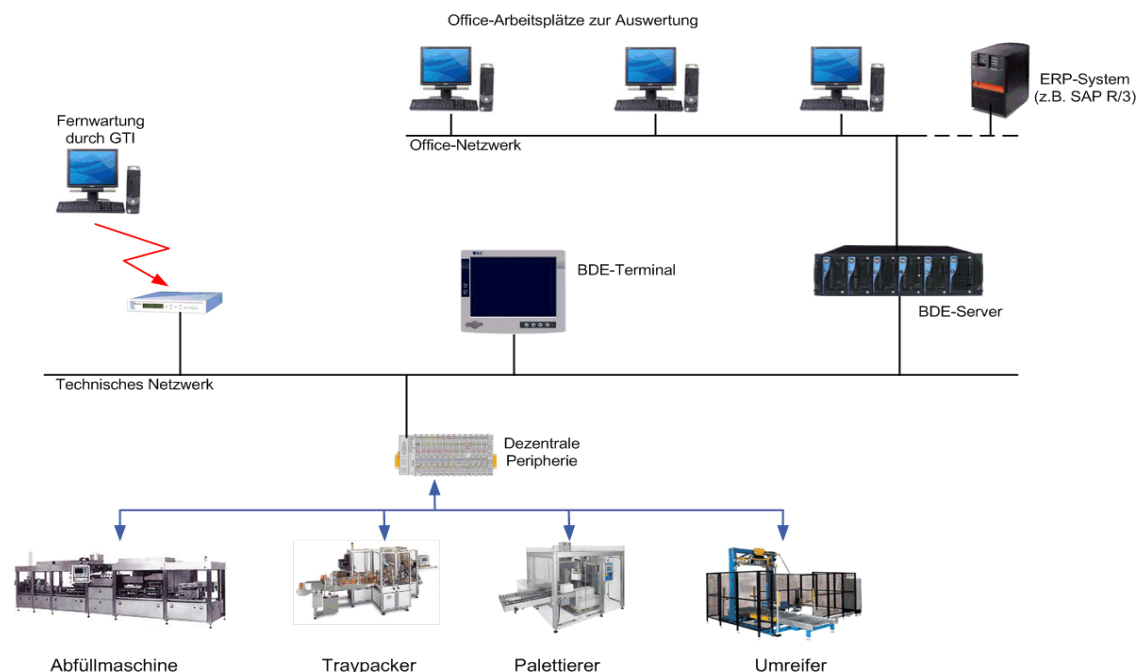 Office-Arbeitsplätze zur Auswertung
ERP-System
(z.B. SAP R/3)
Fernwartung
durch GTI
Office-Netzwerk
BDE-Terminal
BDE-Server
Technisches Netzwerk
Dezentrale
Peripherie
Abfüllmaschine
Traypacker
Palettierer
Umreifer